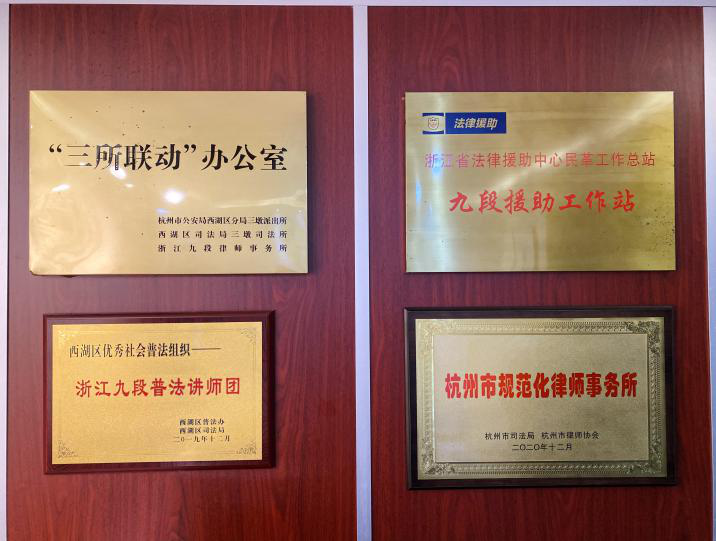 “三所联动”办公室
杭州市公安局西湖区分局三墩派出所
西湖区司法局三墩司法所
浙江九段律师事务所
法律援助
浙江省法律援助中心民革工作总站
九段援助工作站
西湖区优秀社会普法组织——
浙江九段普法讲师团
西湖区普法办
西湖区司法局
二〇一九年十二月
杭州市规范化律师事务所
杭州市司法局 杭州市律师协会
二〇二〇年十二月